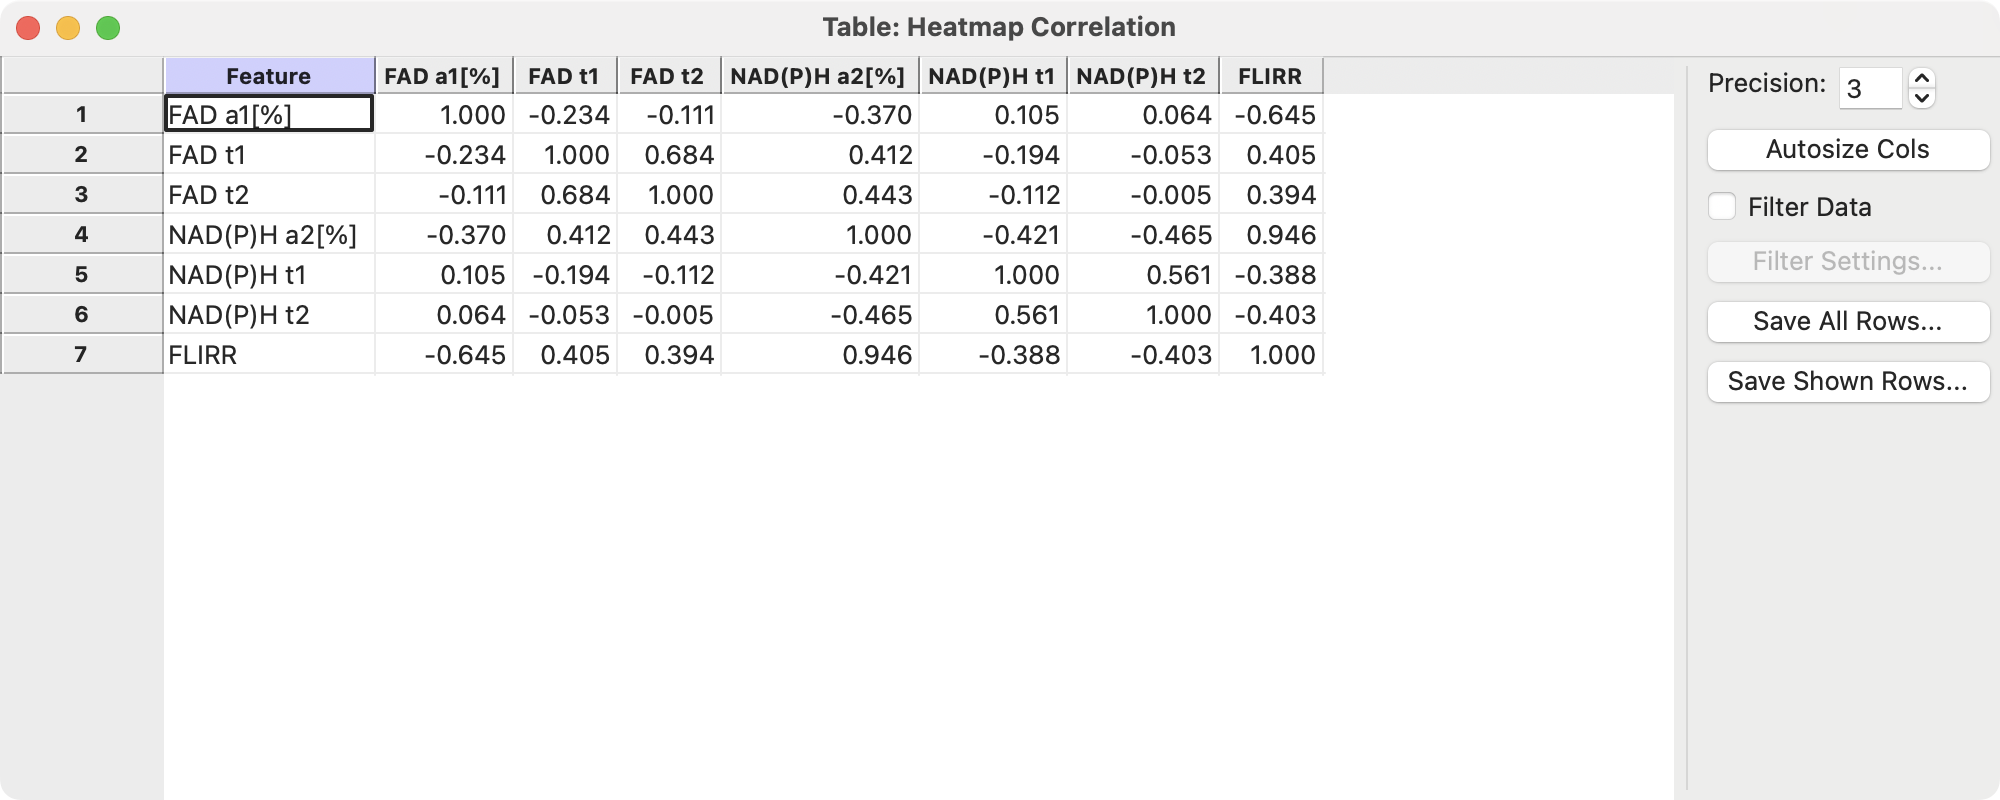 Table: Heatmap Correlation
Feature FAD a1[%] FAD t1 FAD t2 NAD(P)H a2[%] NAD(P)H t1 NAD(P)H t2 FLIRR
1 FAD a1[%] 1.000 -0.234 -0.111 -0.370 0.105 0.064 -0.645
2 FAD t1 -0.234 1.000 0.684 0.412 -0.194 -0.053 0.405
3 FAD t2 -0.111 0.684 1.000 0.443 -0.112 -0.005 0.394
4 NAD(P)H a2[%] -0.370 0.412 0.443 1.000 -0.421 -0.465 0.946
5 NAD(P)H t1 0.105 -0.194 -0.112 -0.421 1.000 0.561 -0.388
6 NAD(P)H t2 0.064 -0.053 -0.005 -0.465 0.561 1.000 -0.403
7 FLIRR -0.645 0.405 0.394 0.946 -0.388 -0.403 1.000
Precision: 3
Autosize Cols
Filter Data
Filter Settings...
Save All Rows...
Save Shown Rows...